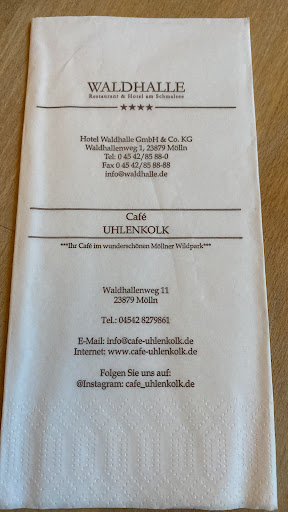 WALDHALLE
Restaurant & Hotel am Schmalsee
★★★★
Hotel Waldhalle GmbH & Co. KG
Waldhallenweg 1, 23879 Mölln
Tel: 0 45 42/85 88-0
Fax 0 45 42/85 88-88
info@waldhalle.de
Café
UHLENKOLK
***Ihr Café im wunderschönen Möllner Wildpark***
Waldhallenweg 11
23879 Mölln
Tel.: 04542 8279861
E-Mail: info@cafe-uhlenkolk.de
Internet: www.cafe-uhlenkolk.de
Folgen Sie uns auf:
@Instagram: cafe_uhlenkolk.de